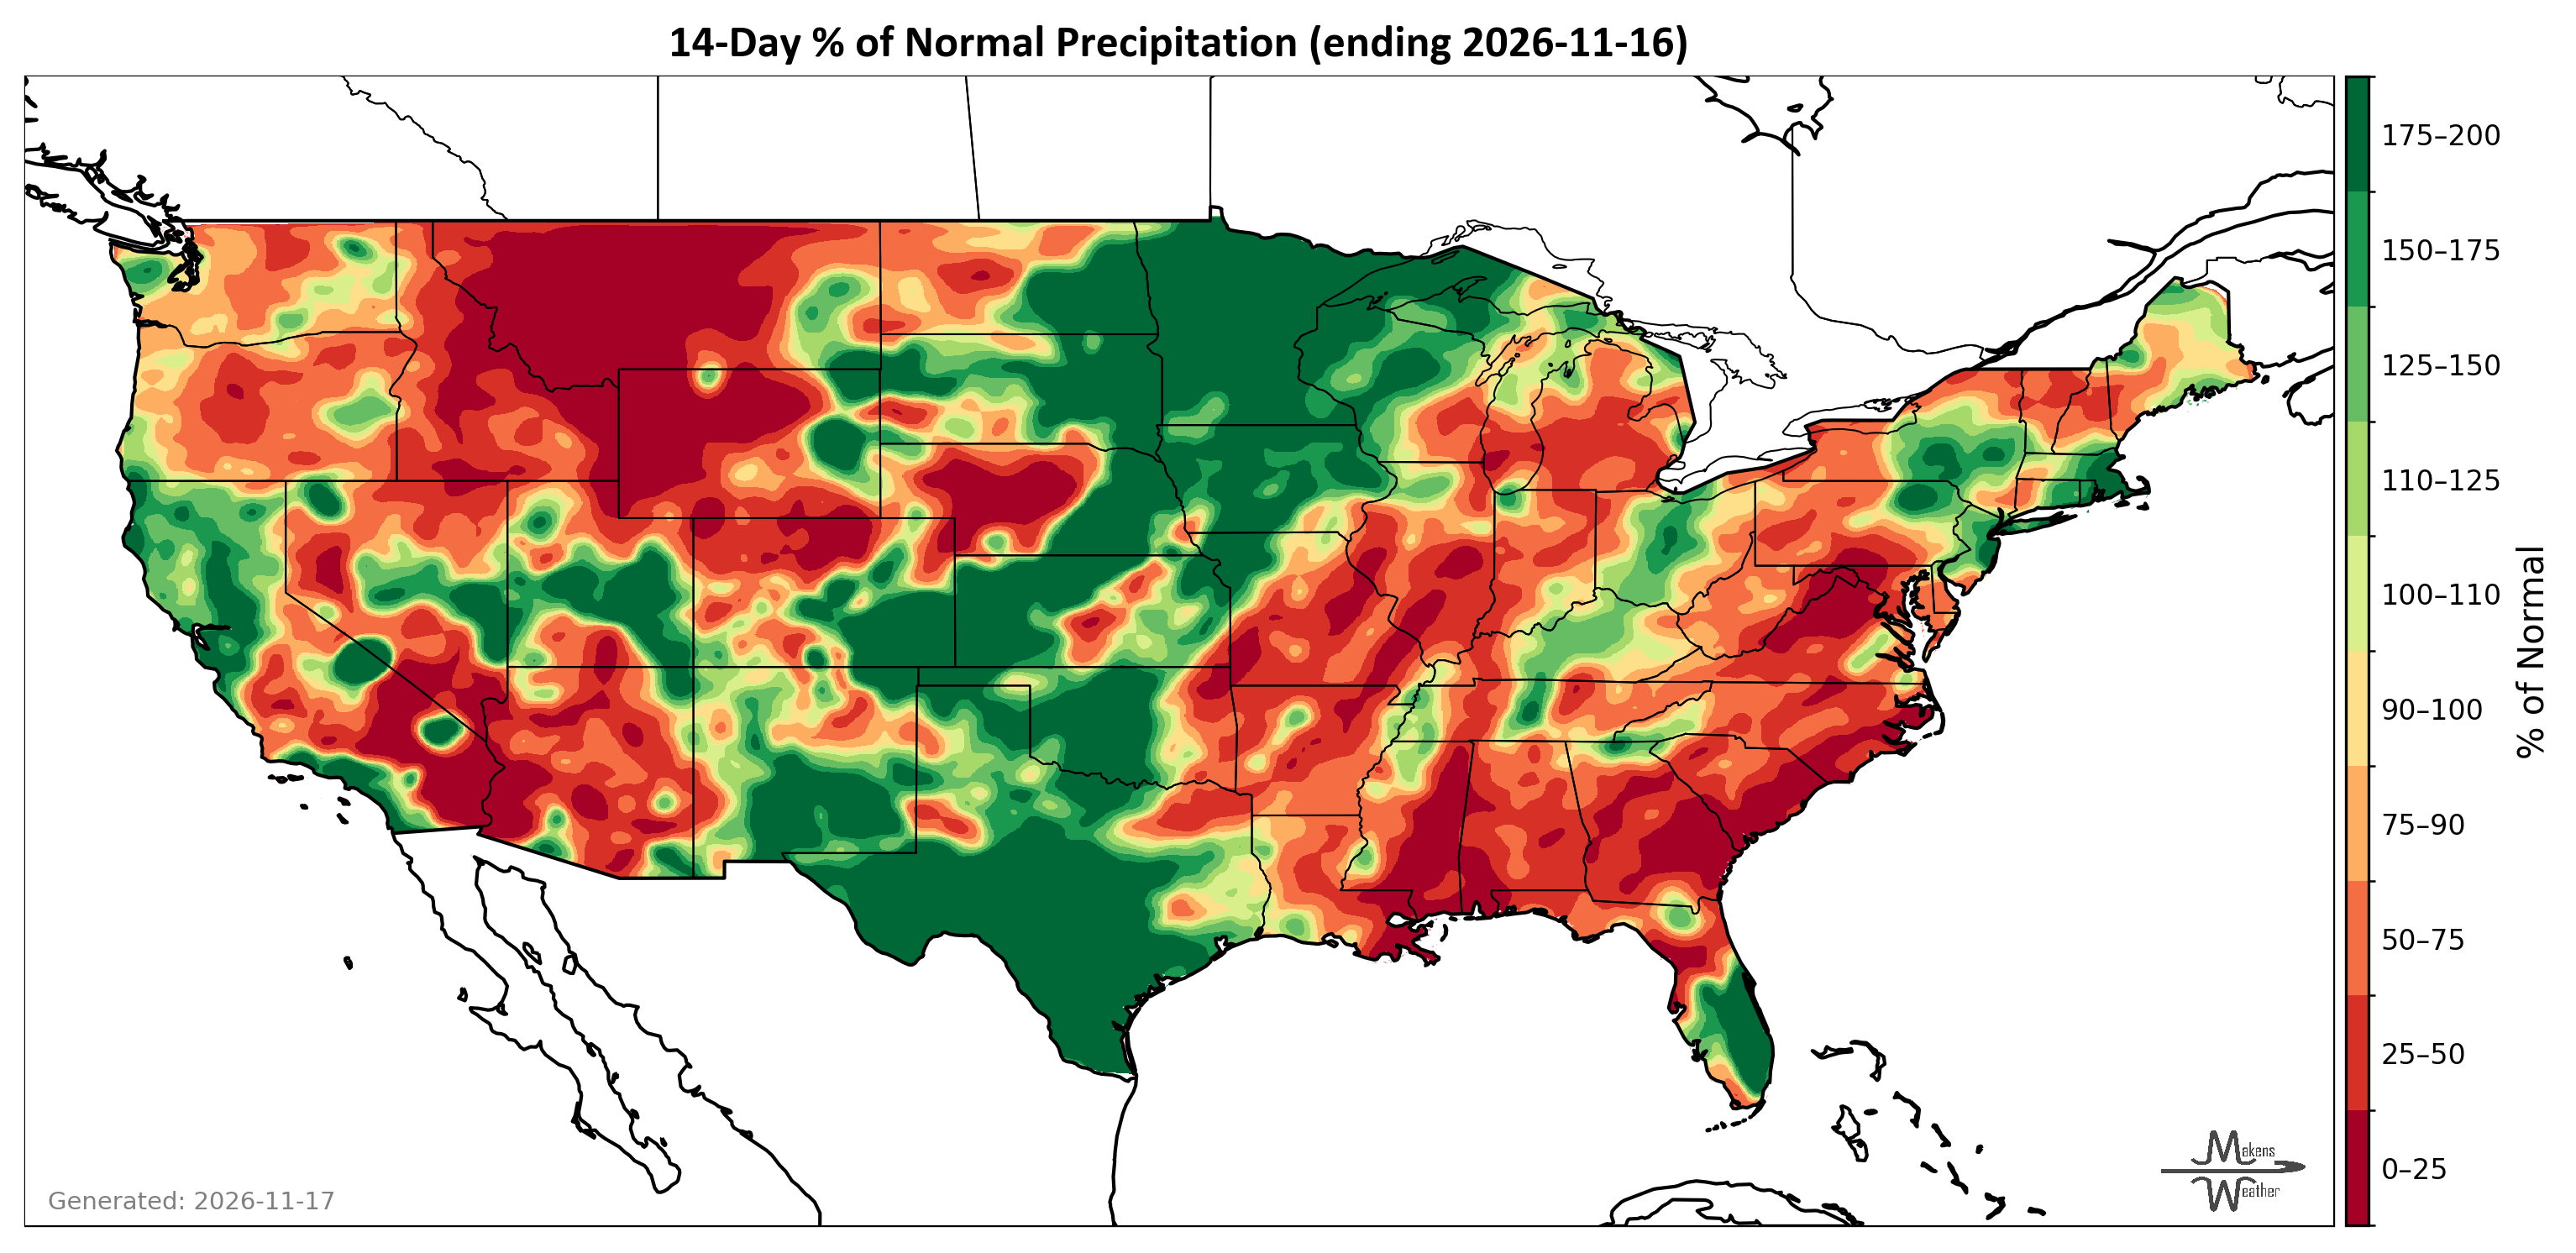 14-Day % of Normal Precipitation (ending 2026-11-16)
175–200
150–175
125–150
110–125
100–110
90–100
75–90
50–75
25–50
0–25
% of Normal
Generated: 2026-11-17
Makens
Weather